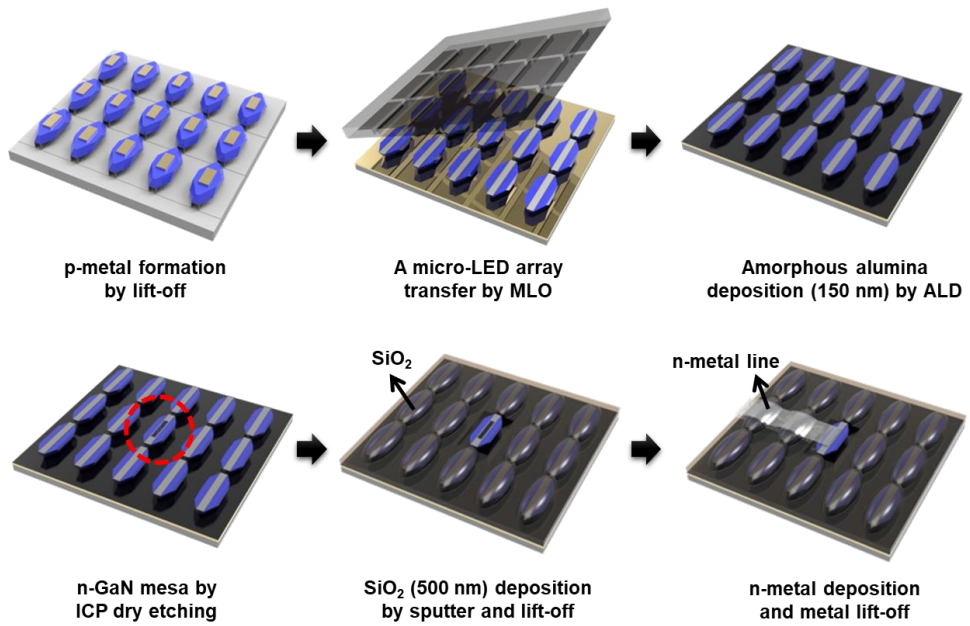 p-metal formation
by lift-off
A micro-LED array
transfer by MLO
Amorphous alumina
deposition (150 nm) by ALD
SiO₂
n-metal line
n-GaN mesa by
ICP dry etching
SiO₂ (500 nm) deposition
by sputter and lift-off
n-metal deposition
and metal lift-off